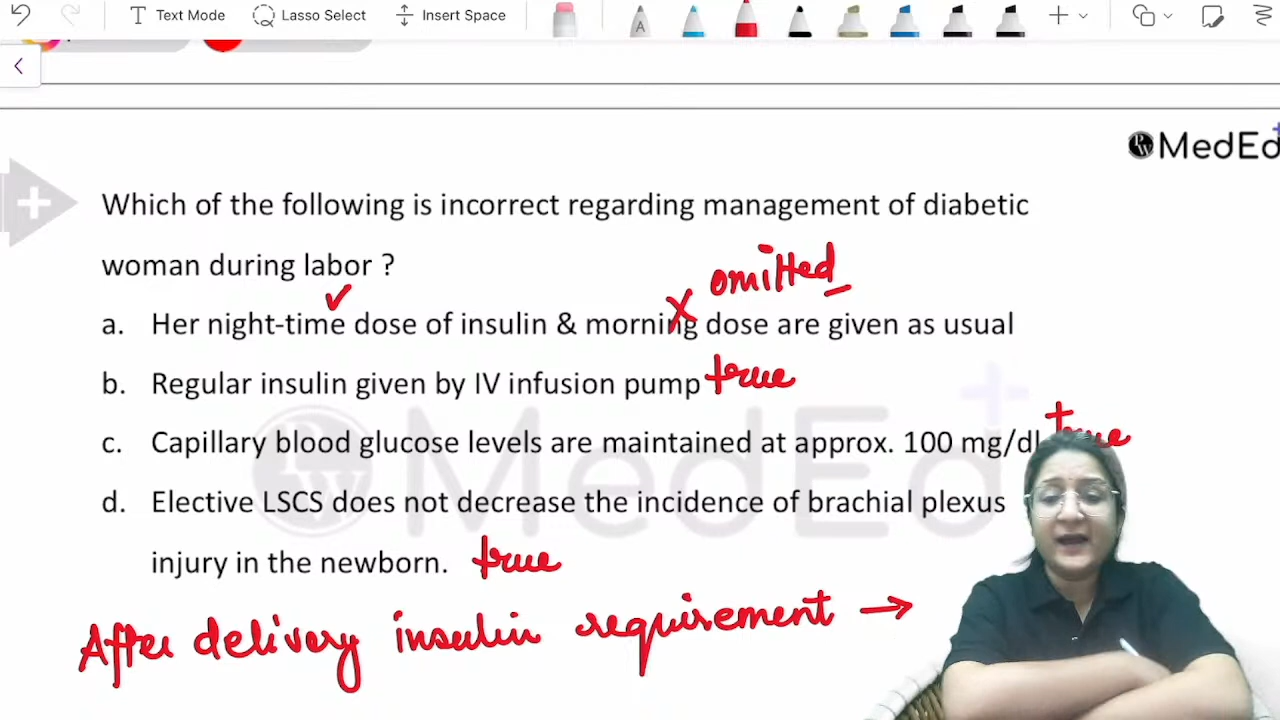 Text Mode Lasso Select Insert Space
A
PW MedEd
Which of the following is incorrect regarding management of diabetic
omitted
woman during labor ?
a. Her night-time dose of insulin & morning dose are given as usual
b. Regular insulin given by IV infusion pump true
c. Capillary blood glucose levels are maintained at approx. 100 mg/dl true
PW MedEd
d. Elective LSCS does not decrease the incidence of brachial plexus
injury in the newborn. true
After delivery insulin requirement →